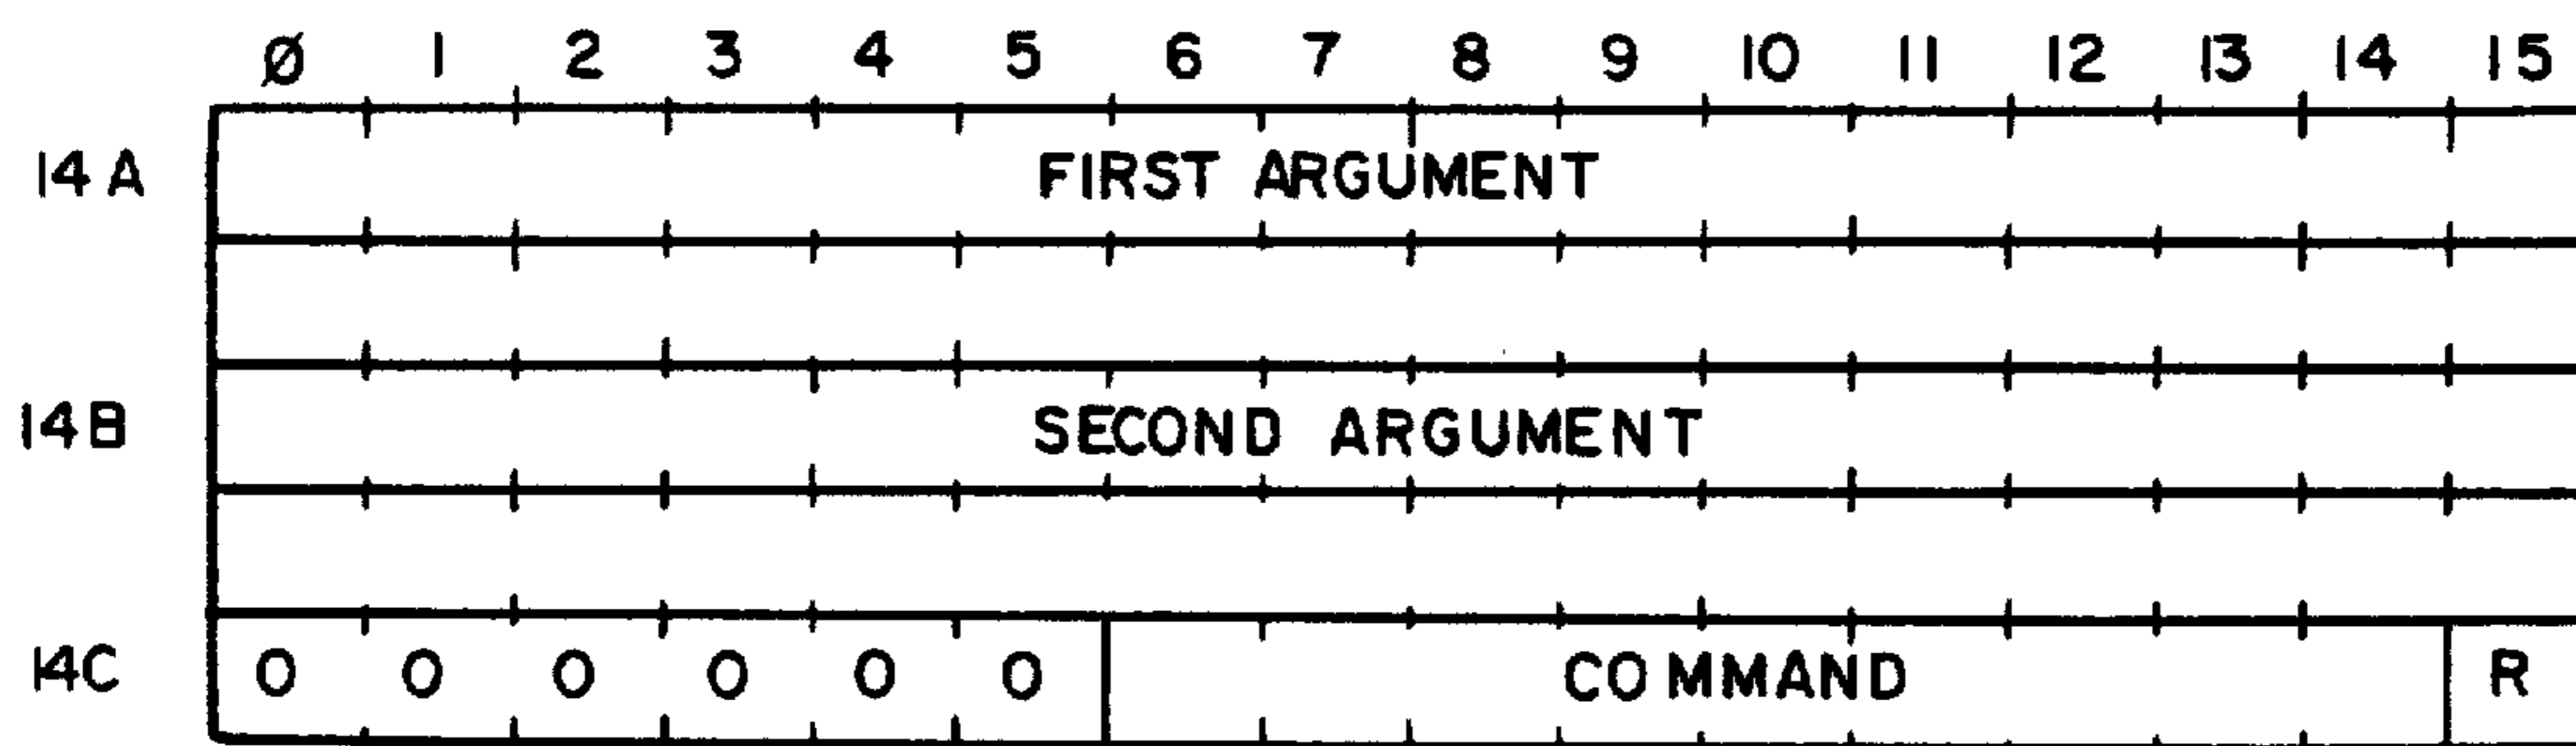 Ø 1 2 3 4 5 6 7 8 9 10 11 12 13 14 15
14A FIRST ARGUMENT
14B SECOND ARGUMENT
14C 0 0 0 0 0 0 COMMAND R